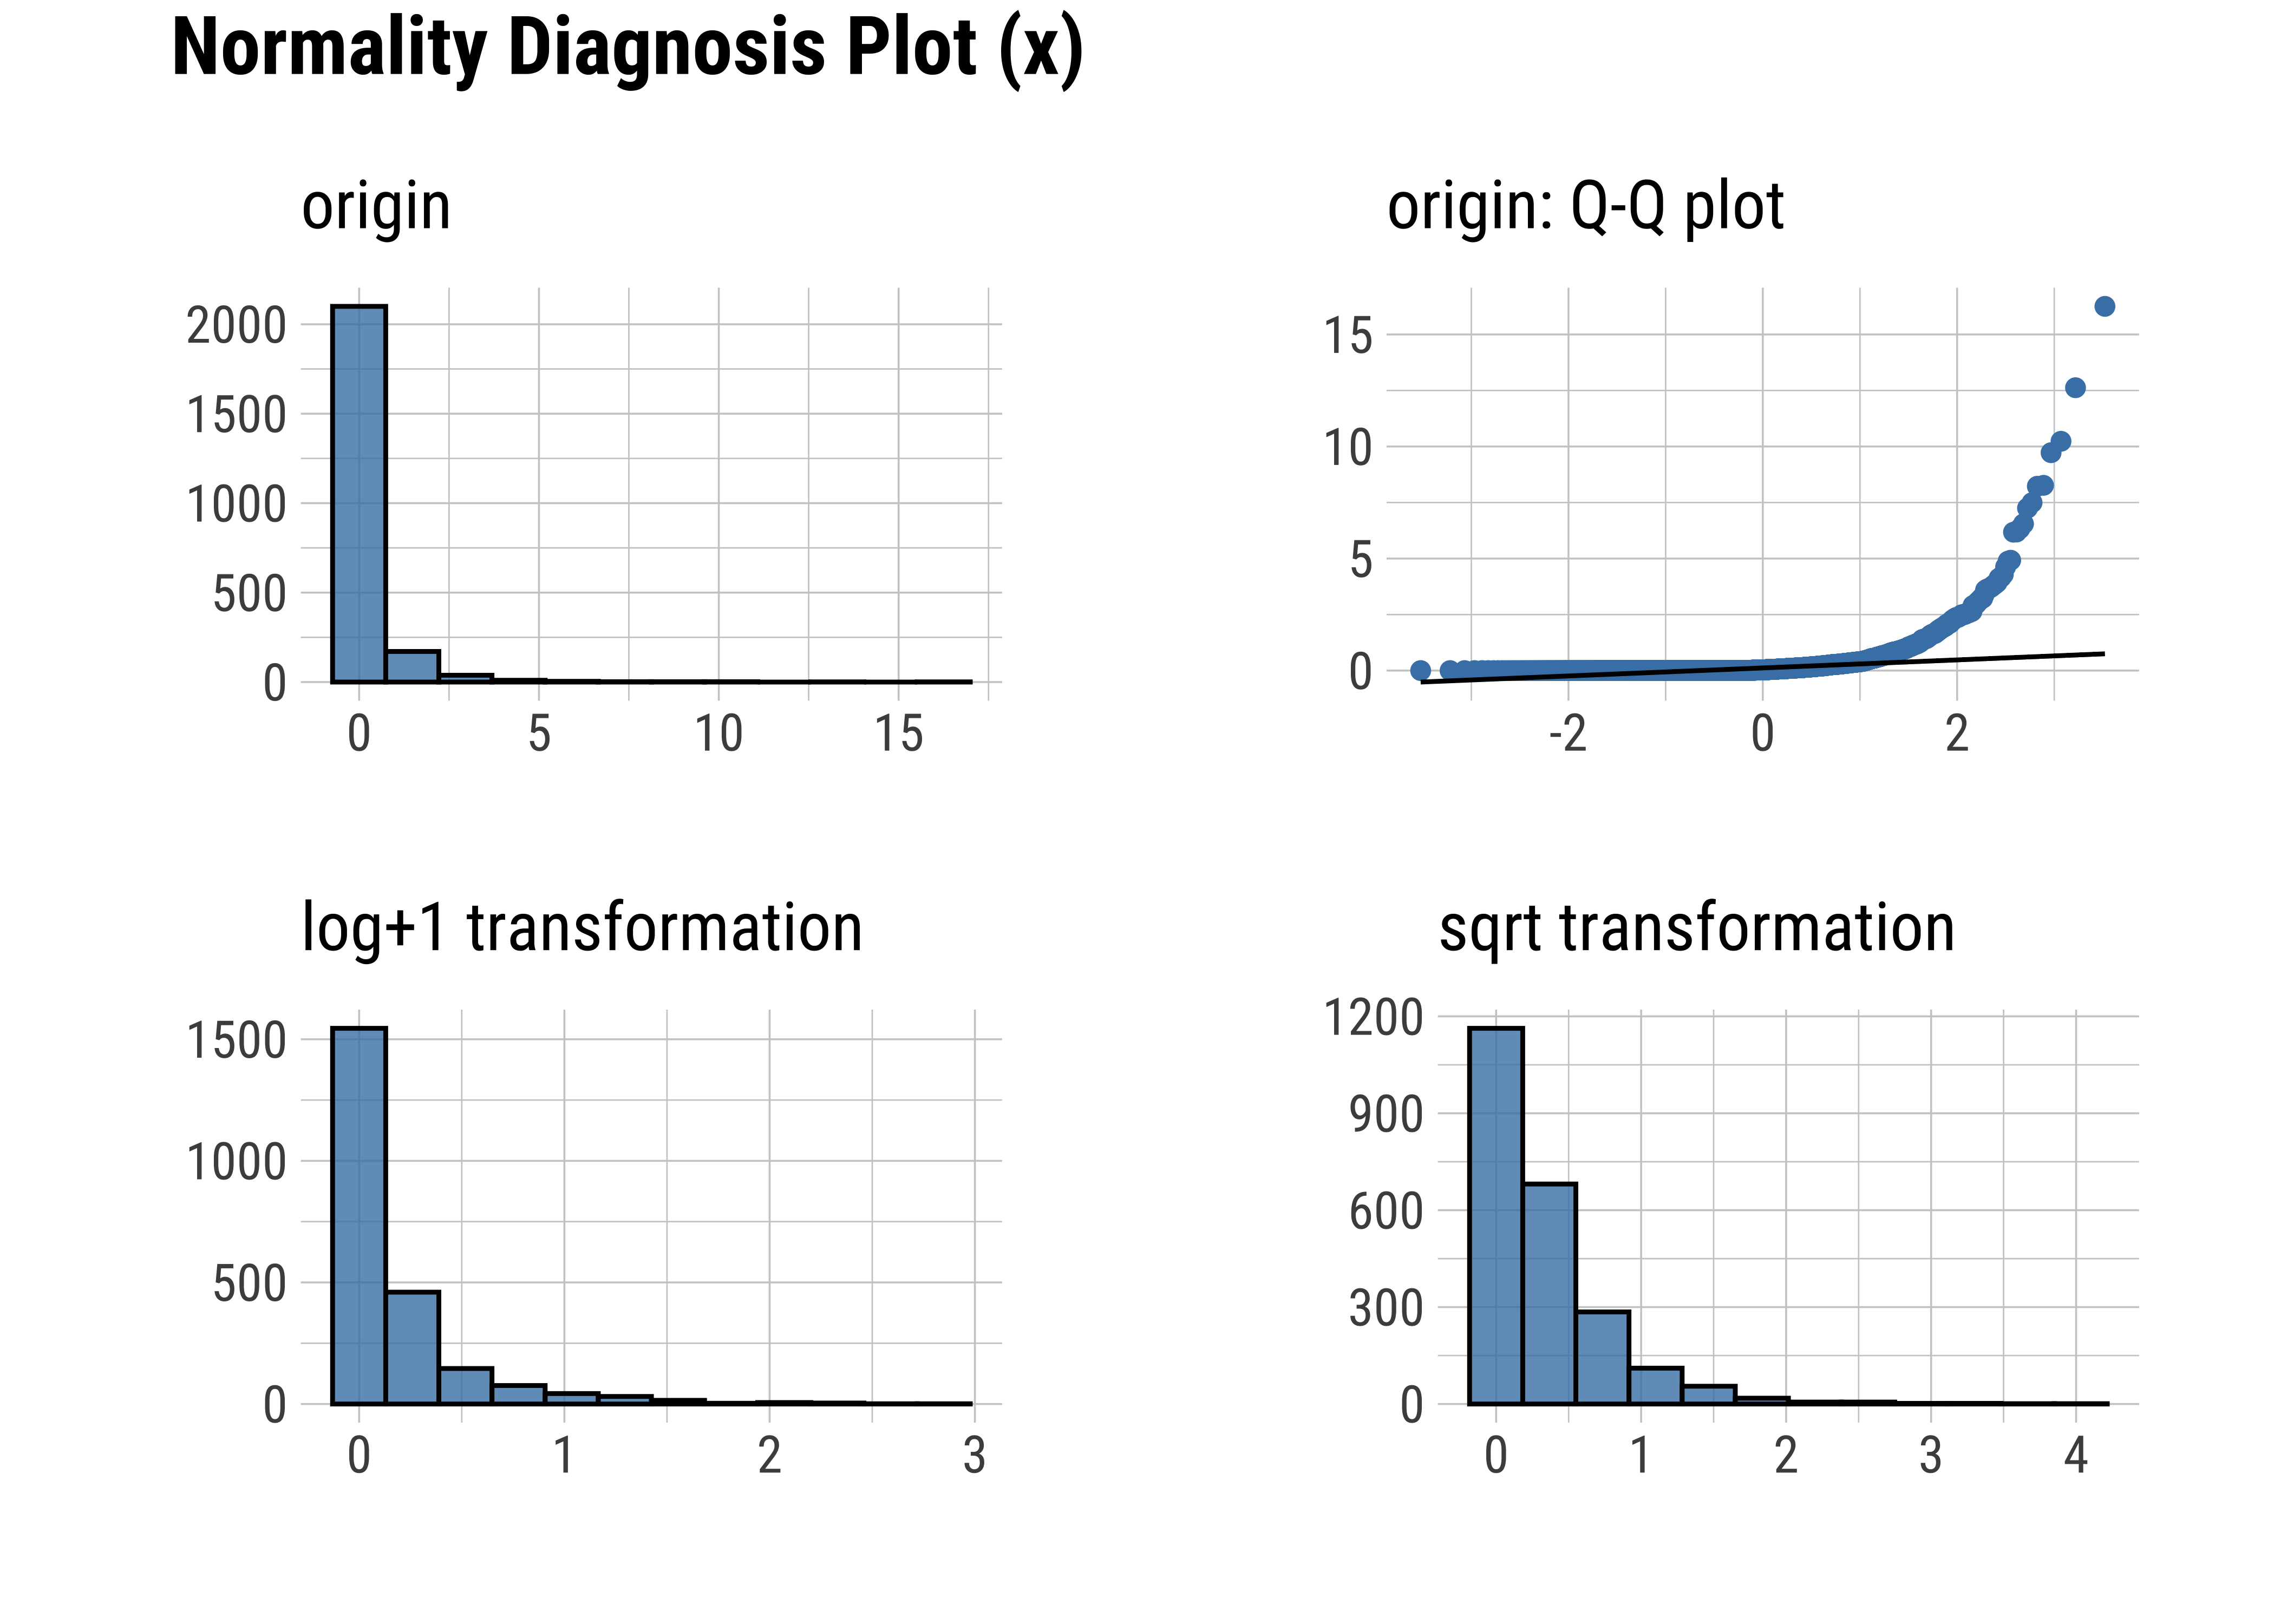 Normality Diagnosis Plot (x)
origin
2000
1500
1000
500
0
0 5 10 15
origin: Q-Q plot
15
10
5
0
-2 0 2
log+1 transformation
1500
1000
500
0
0 1 2 3
sqrt transformation
1200
900
600
300
0
0 1 2 3 4